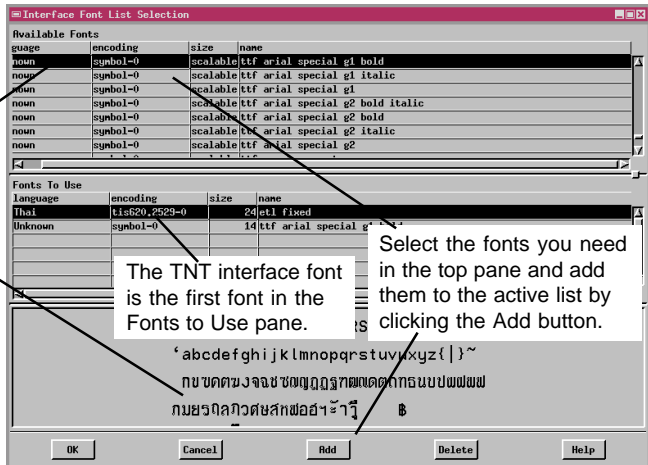 Interface Font List Selection
Available Fonts
guage encoding size name
nown symbol-0 scalable ttf arial special g1 bold
nown symbol-0 scalable ttf arial special g1 italic
nown symbol-0 scalable ttf arial special g1
nown symbol-0 scalable ttf arial special g2 bold italic
nown symbol-0 scalable ttf arial special g2 bold
nown symbol-0 scalable ttf arial special g2 italic
nown symbol-0 scalable ttf arial special g2
Fonts To Use
language encoding size name
Thai tis620.2529-0 24 etl fixed
Unknown symbol-0 14 ttf arial special g1
Select the fonts you need
in the top pane and add
them to the active list by
clicking the Add button.
The TNT interface font
is the first font in the
Fonts to Use pane.
RS
‘abcdefghijklmnopqrstuvwxyz{|}~
OK Cancel Add Delete Help